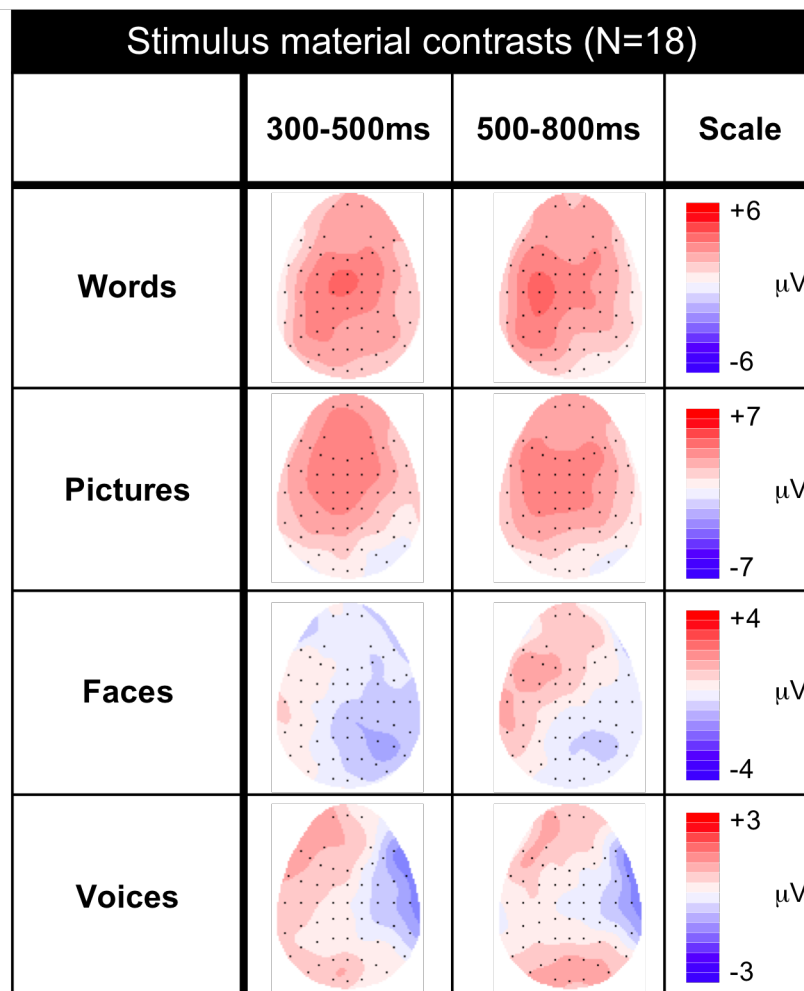 Stimulus material contrasts (N=18)
300-500ms 500-800ms Scale
Words
+6
μV
-6
Pictures
+7
μV
-7
Faces
+4
μV
-4
Voices
+3
μV
-3